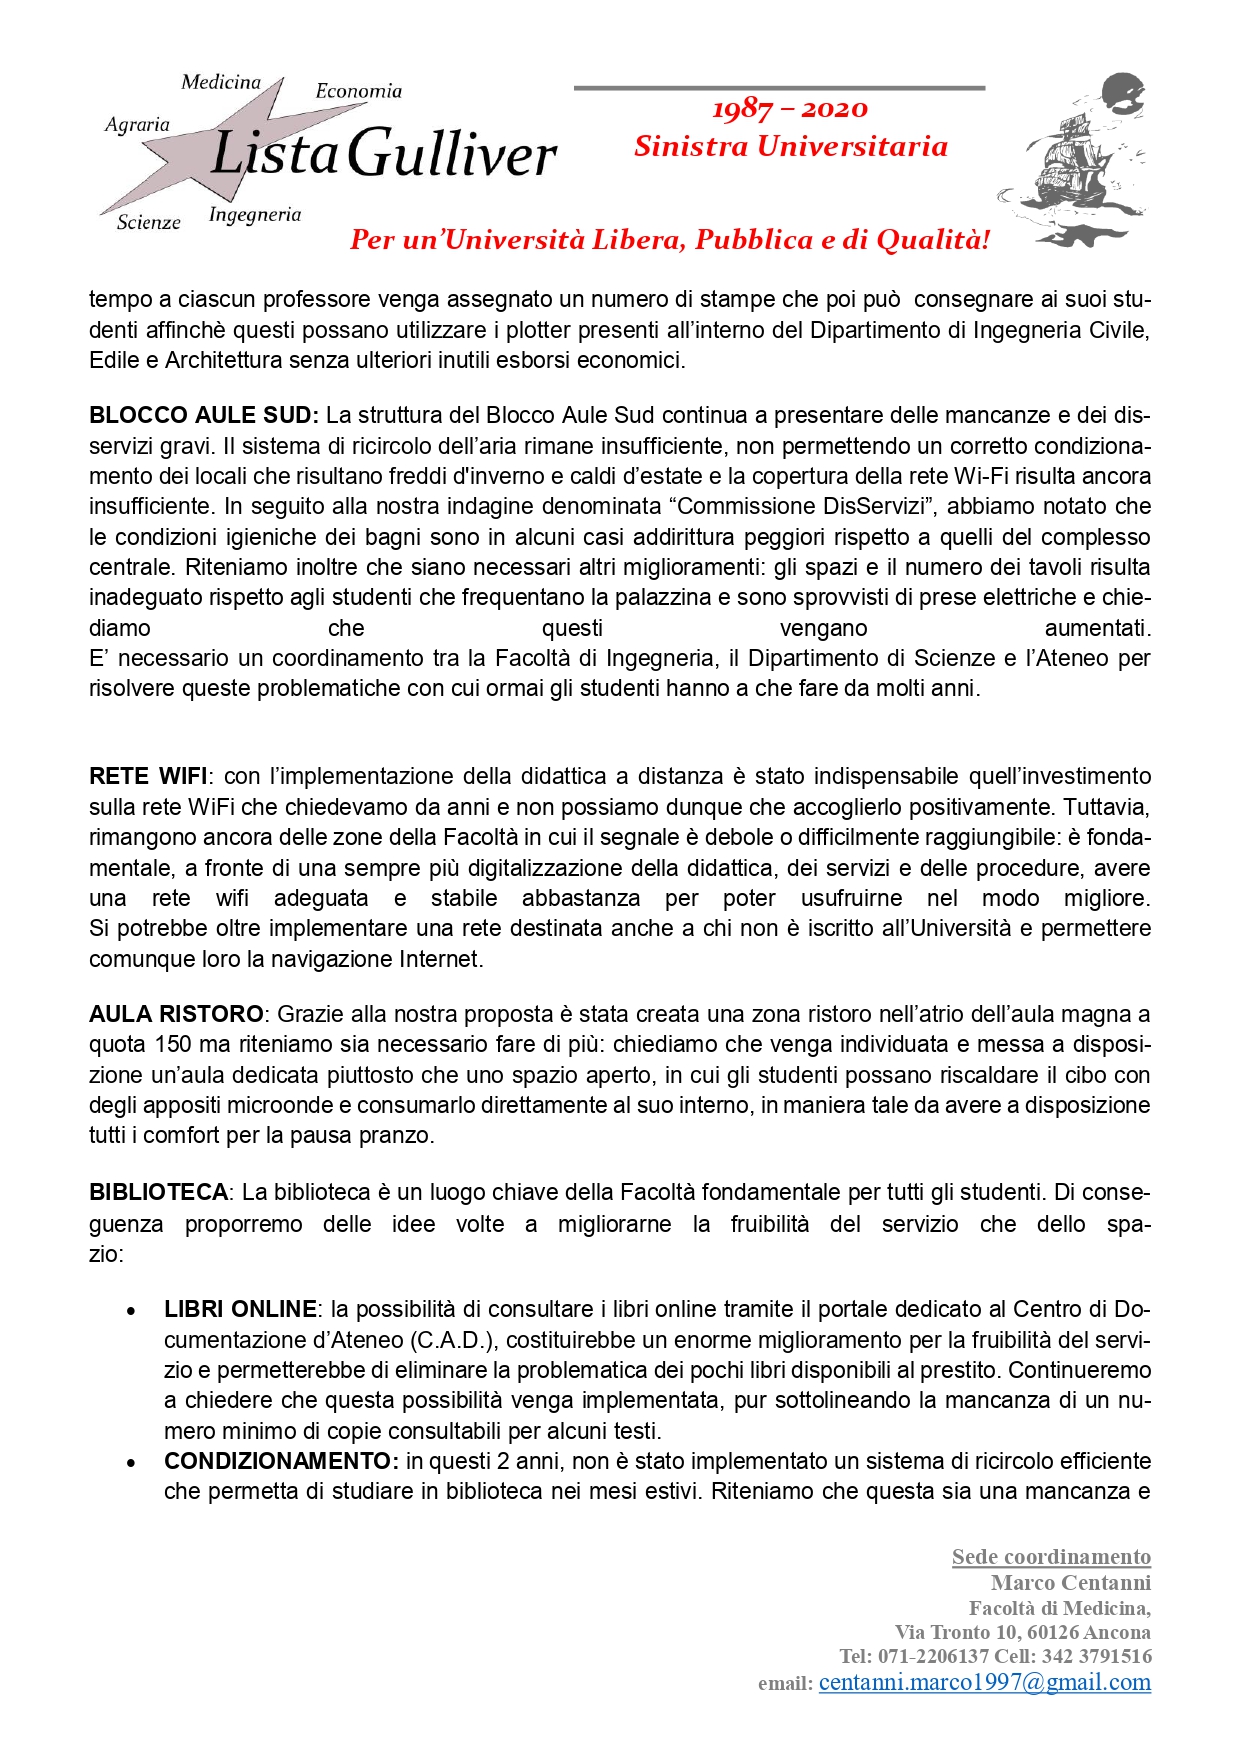 Medicina
Economia
Agraria
Lista Gulliver
Scienze
Ingegneria
1987 – 2020
Sinistra Universitaria
Per un’Università Libera, Pubblica e di Qualità!
tempo a ciascun professore venga assegnato un numero di stampe che poi può  consegnare ai suoi stu-
denti affinchè questi possano utilizzare i plotter presenti all’interno del Dipartimento di Ingegneria Civile,
Edile e Architettura senza ulteriori inutili esborsi economici.
BLOCCO AULE SUD: La struttura del Blocco Aule Sud continua a presentare delle mancanze e dei dis-
servizi gravi. Il sistema di ricircolo dell’aria rimane insufficiente, non permettendo un corretto condiziona-
mento dei locali che risultano freddi d'inverno e caldi d’estate e la copertura della rete Wi-Fi risulta ancora
insufficiente. In seguito alla nostra indagine denominata “Commissione DisServizi”, abbiamo notato che
le condizioni igieniche dei bagni sono in alcuni casi addirittura peggiori rispetto a quelli del complesso
centrale. Riteniamo inoltre che siano necessari altri miglioramenti: gli spazi e il numero dei tavoli risulta
inadeguato rispetto agli studenti che frequentano la palazzina e sono sprovvisti di prese elettriche e chie-
diamo che questi vengano aumentati.
E’ necessario un coordinamento tra la Facoltà di Ingegneria, il Dipartimento di Scienze e l’Ateneo per
risolvere queste problematiche con cui ormai gli studenti hanno a che fare da molti anni.
RETE WIFI: con l’implementazione della didattica a distanza è stato indispensabile quell’investimento
sulla rete WiFi che chiedevamo da anni e non possiamo dunque che accoglierlo positivamente. Tuttavia,
rimangono ancora delle zone della Facoltà in cui il segnale è debole o difficilmente raggiungibile: è fonda-
mentale, a fronte di una sempre più digitalizzazione della didattica, dei servizi e delle procedure, avere
una rete wifi adeguata e stabile abbastanza per poter usufruirne nel modo migliore.
Si potrebbe oltre implementare una rete destinata anche a chi non è iscritto all’Università e permettere
comunque loro la navigazione Internet.
AULA RISTORO: Grazie alla nostra proposta è stata creata una zona ristoro nell’atrio dell’aula magna a
quota 150 ma riteniamo sia necessario fare di più: chiediamo che venga individuata e messa a disposi-
zione un’aula dedicata piuttosto che uno spazio aperto, in cui gli studenti possano riscaldare il cibo con
degli appositi microonde e consumarlo direttamente al suo interno, in maniera tale da avere a disposizione
tutti i comfort per la pausa pranzo.
BIBLIOTECA: La biblioteca è un luogo chiave della Facoltà fondamentale per tutti gli studenti. Di conse-
guenza proporremo delle idee volte a migliorarne la fruibilità del servizio che dello spa-
zio:
• LIBRI ONLINE: la possibilità di consultare i libri online tramite il portale dedicato al Centro di Do-
cumentazione d’Ateneo (C.A.D.), costituirebbe un enorme miglioramento per la fruibilità del servi-
zio e permetterebbe di eliminare la problematica dei pochi libri disponibili al prestito. Continueremo
a chiedere che questa possibilità venga implementata, pur sottolineando la mancanza di un nu-
mero minimo di copie consultabili per alcuni testi.
• CONDIZIONAMENTO: in questi 2 anni, non è stato implementato un sistema di ricircolo efficiente
che permetta di studiare in biblioteca nei mesi estivi. Riteniamo che questa sia una mancanza e
Sede coordinamento
Marco Centanni
Facoltà di Medicina,
Via Tronto 10, 60126 Ancona
Tel: 071-2206137 Cell: 342 3791516
email: centanni.marco1997@gmail.com